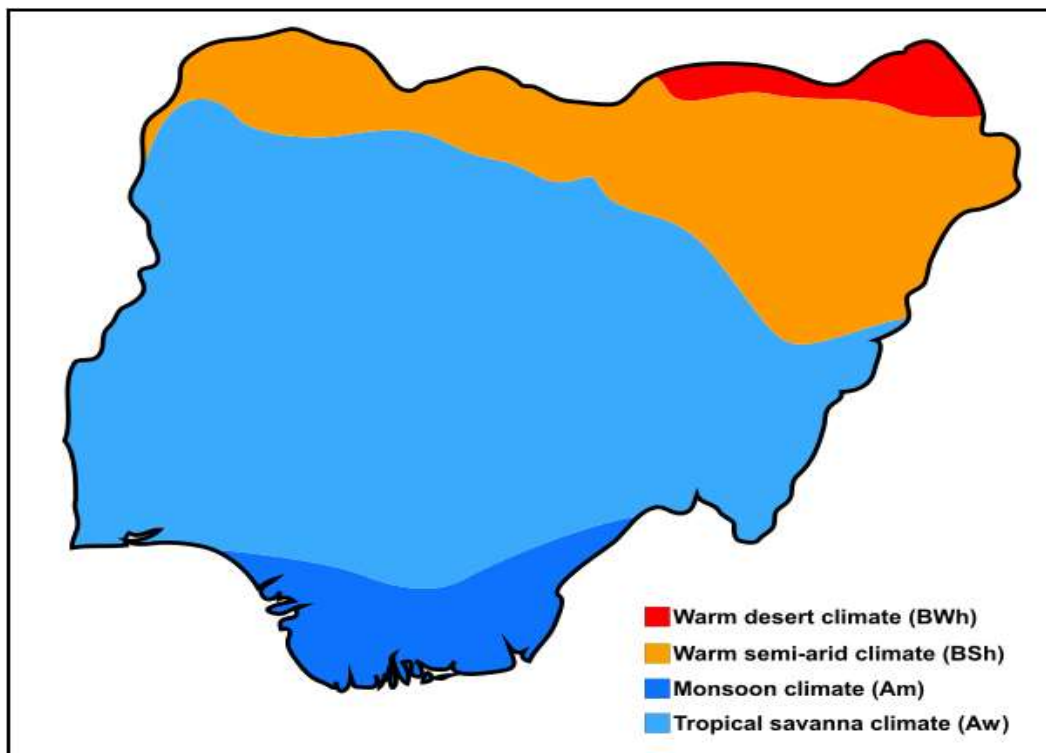 Warm desert climate (BWh)
Warm semi-arid climate (BSh)
Monsoon climate (Am)
Tropical savanna climate (Aw)